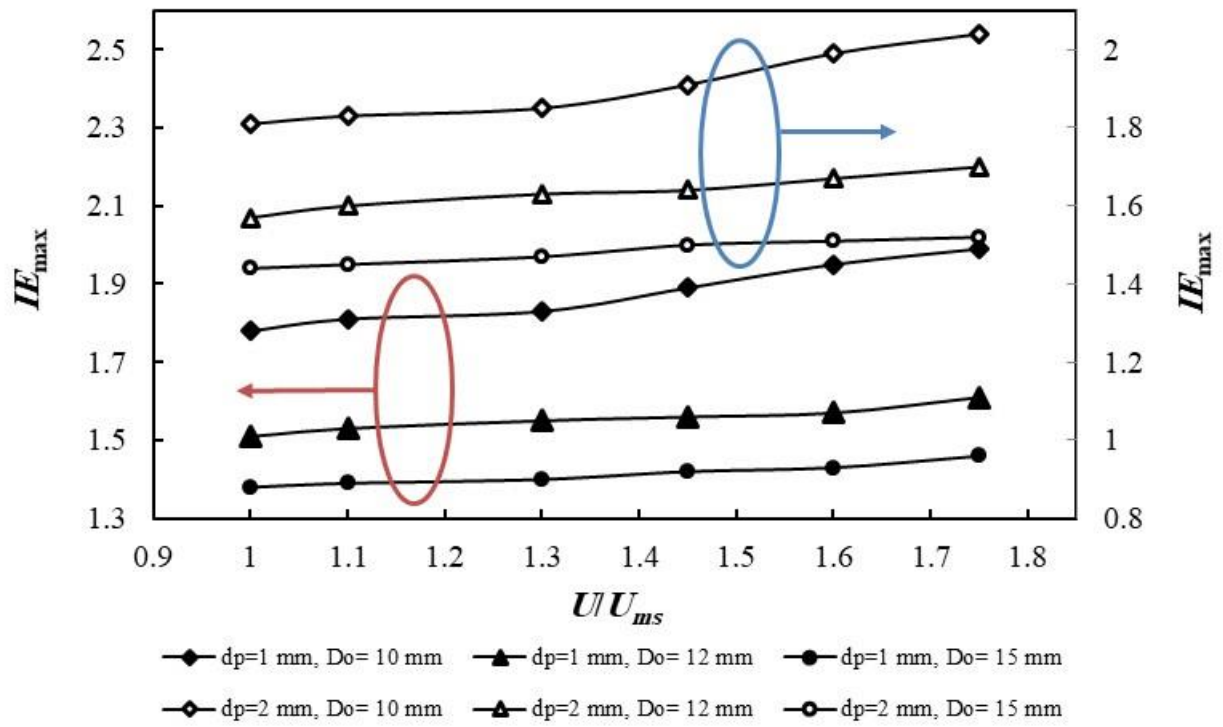 2.5
2.3
2.1
1.9
1.7
1.5
1.3
IEmax
2
1.8
1.6
1.4
1.2
1
0.8
IEmax
0.9 1 1.1 1.2 1.3 1.4 1.5 1.6 1.7 1.8
U/Ums
dp=1 mm, Do= 10 mm dp=1 mm, Do= 12 mm dp=1 mm, Do= 15 mm
dp=2 mm, Do= 10 mm dp=2 mm, Do= 12 mm dp=2 mm, Do= 15 mm